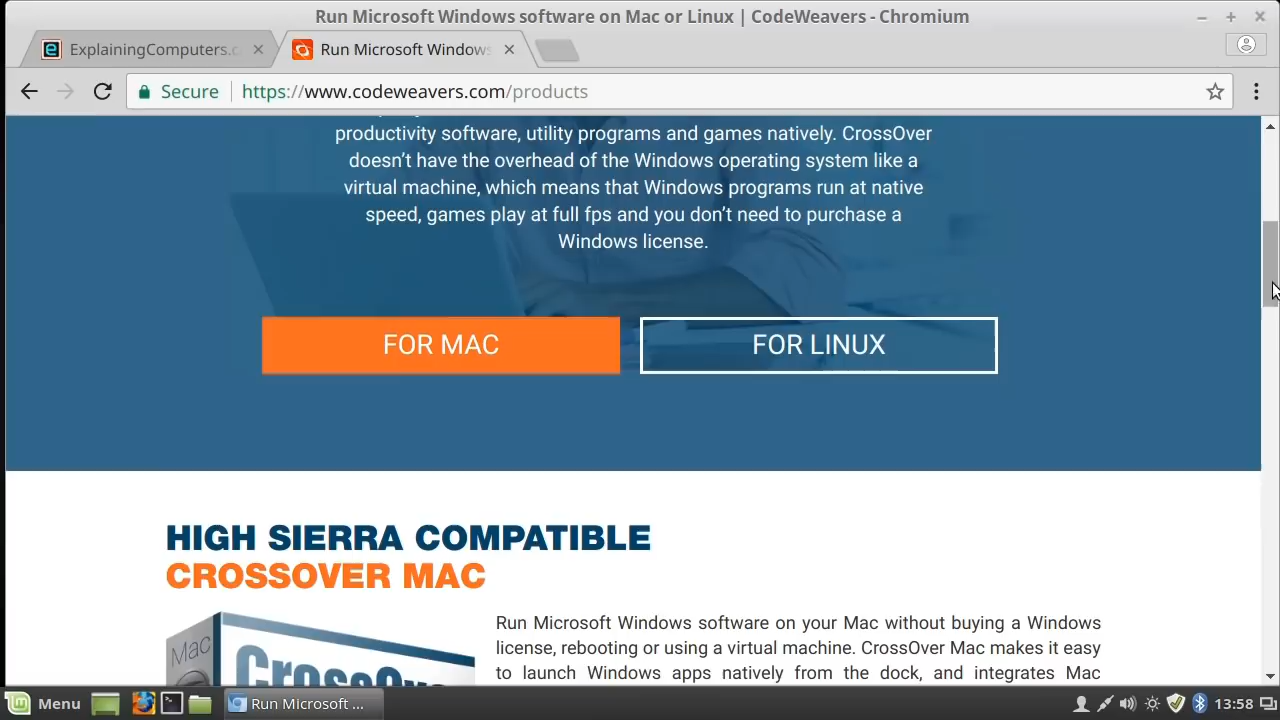 Run Microsoft Windows software on Mac or Linux | CodeWeavers - Chromium
ExplainingComputers.c
Run Microsoft Windows
Secure
https://www.codeweavers.com/products
productivity software, utility programs and games natively. CrossOver
doesn’t have the overhead of the Windows operating system like a
virtual machine, which means that Windows programs run at native
speed, games play at full fps and you don’t need to purchase a
Windows license.
FOR MAC
FOR LINUX
HIGH SIERRA COMPATIBLE
CROSSOVER MAC
Mac
CrossOver
Run Microsoft Windows software on your Mac without buying a Windows
license, rebooting or using a virtual machine. CrossOver Mac makes it easy
to launch Windows apps natively from the dock, and integrates Mac
Menu
Run Microsoft ...
13:58